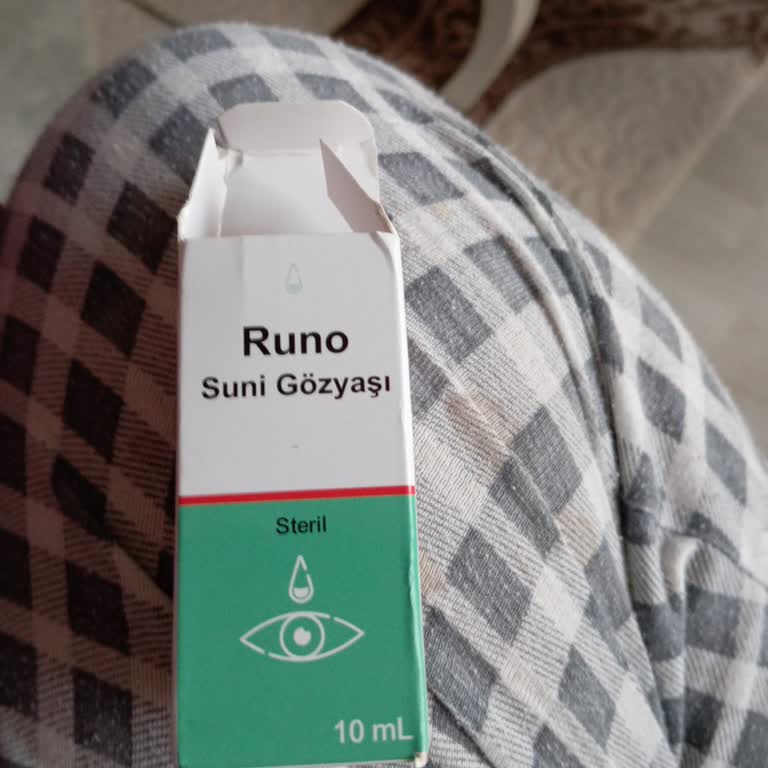 Runo
Suni Gözyaşı
Steril
10 mL